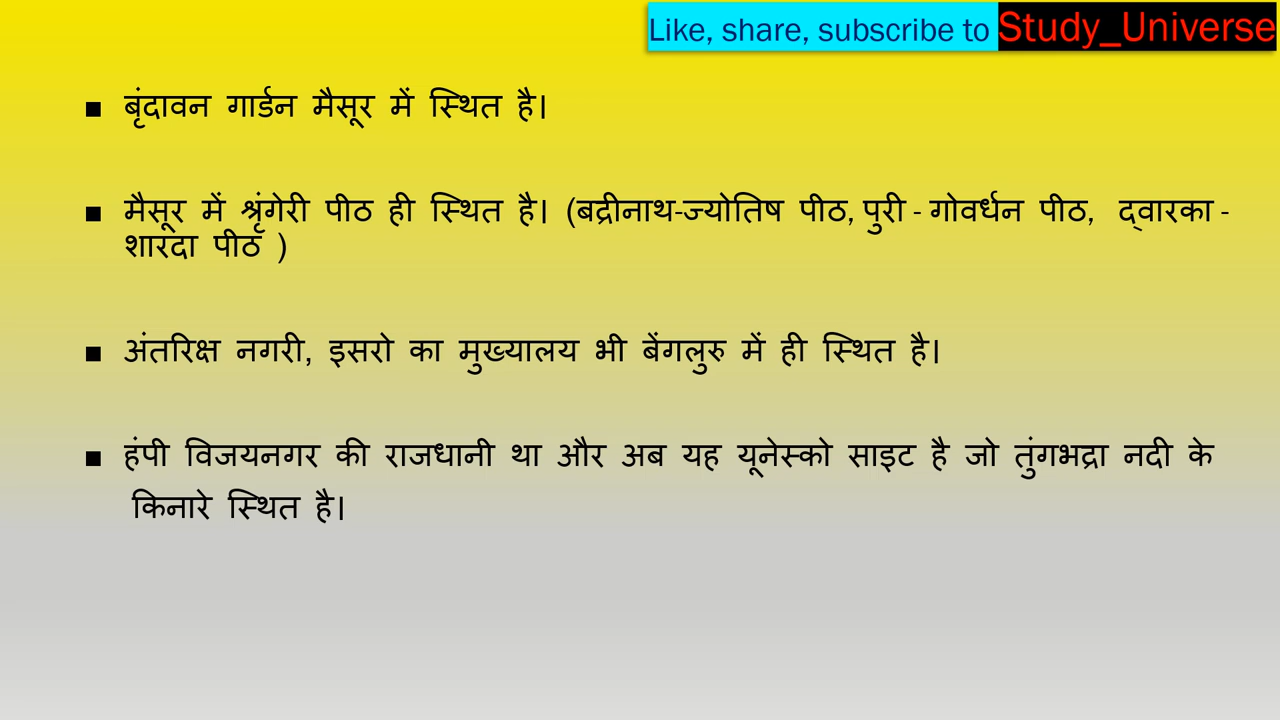 Like, share, subscribe to Study_Universe
▪ बृंदावन गार्डन मैसूर में स्थित है।
▪ मैसूर में श्रृंगेरी पीठ ही स्थित है। (बद्रीनाथ-ज्योतिष पीठ, पुरी - गोवर्धन पीठ, द्वारका -
शारदा पीठ )
▪ अंतरिक्ष नगरी, इसरो का मुख्यालय भी बेंगलुरु में ही स्थित है।
▪ हंपी विजयनगर की राजधानी था और अब यह यूनेस्को साइट है जो तुंगभद्रा नदी के
किनारे स्थित है।